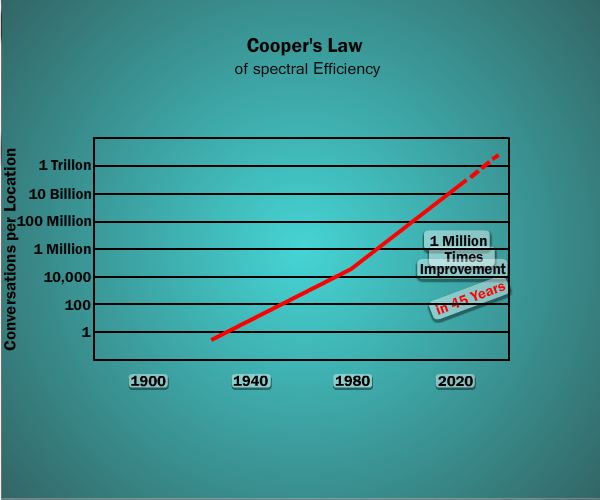 Cooper's Law
of spectral Efficiency
Conversations per Location
1 Trillon
10 Billion
100 Million
1 Million
10,000
100
1
1 Million
Times
Improvement
in 45 Years
1900
1940
1980
2020